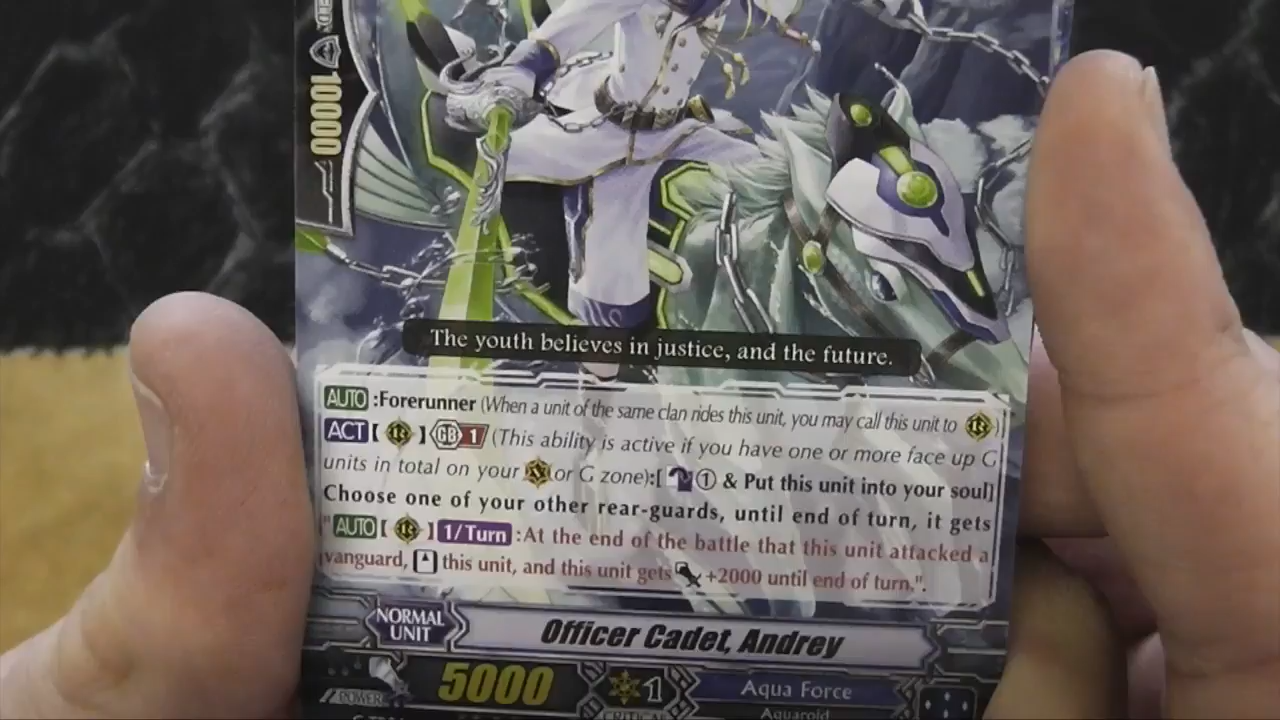 10000
The youth believes in justice, and the future.
AUTO :Forerunner (When a unit of the same clan rides this unit, you may call this unit to R )
ACT【 R 】GB 1 (This ability is active if you have one or more face up G
units in total on your V or G zone):[ 1 & Put this unit into your soul]
Choose one of your other rear-guards, until end of turn, it gets
"AUTO【 R 】1/Turn :At the end of the battle that this unit attacked a
vanguard, this unit, and this unit gets +2000 until end of turn.".
NORMAL
UNIT
Officer Cadet, Andrey
POWER
5000
1
CRITICAL
Aqua Force
Aquaroid